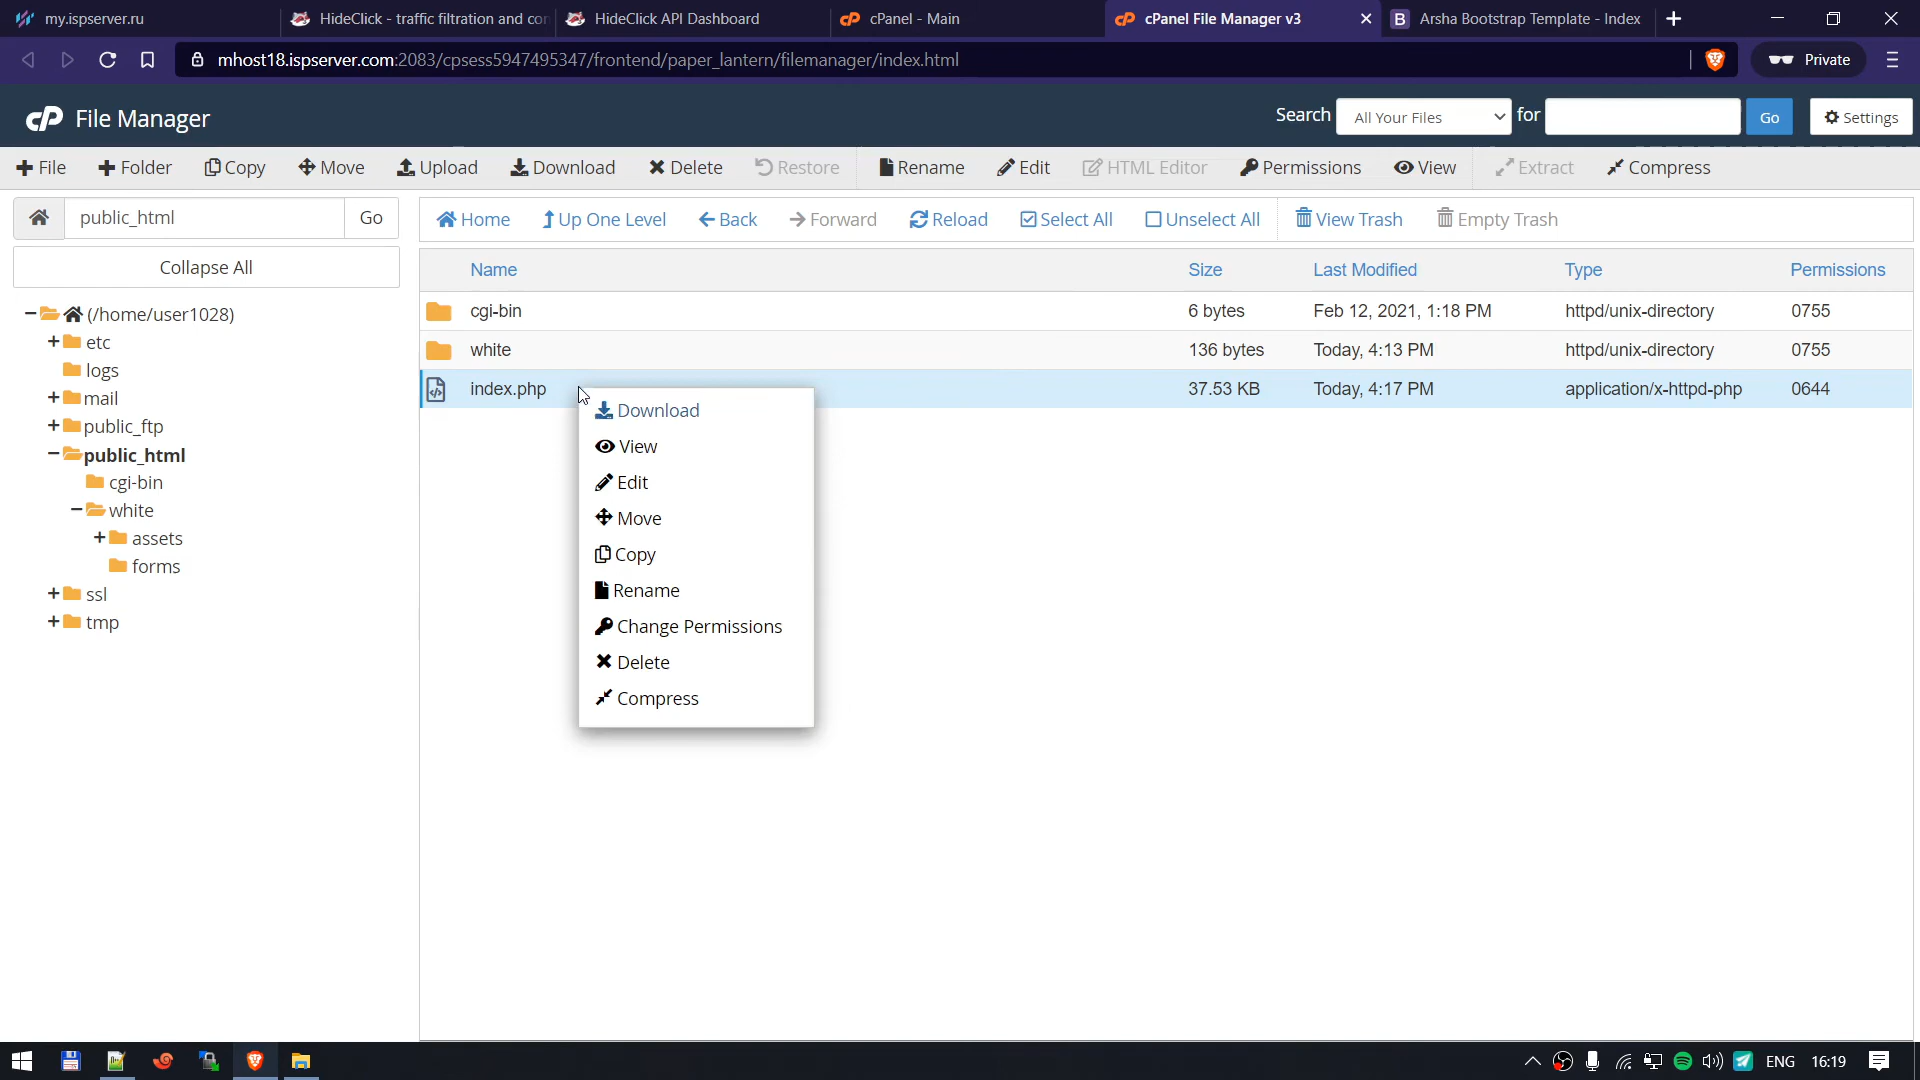 my.ispserver.ru
HideClick - traffic filtration and con
HideClick API Dashboard
cPanel - Main
cPanel File Manager v3
Arsha Bootstrap Template - Index
mhost18.ispserver.com:2083/cpsess5947495347/frontend/paper_lantern/filemanager/index.html
Private
cP File Manager
Search
All Your Files
for
Go
Settings
File
Folder
Copy
Move
Upload
Download
Delete
Restore
Rename
Edit
HTML Editor
Permissions
View
Extract
Compress
public_html
Go
Home
Up One Level
Back
Forward
Reload
Select All
Unselect All
View Trash
Empty Trash
Collapse All
Name Size Last Modified Type Permissions
cgi-bin 6 bytes Feb 12, 2021, 1:18 PM httpd/unix-directory 0755
white 136 bytes Today, 4:13 PM httpd/unix-directory 0755
index.php 37.53 KB Today, 4:17 PM application/x-httpd-php 0644
(/home/user1028)
etc
logs
mail
public_ftp
public_html
cgi-bin
white
assets
forms
ssl
tmp
Download
View
Edit
Move
Copy
Rename
Change Permissions
Delete
Compress
ENG
16:19